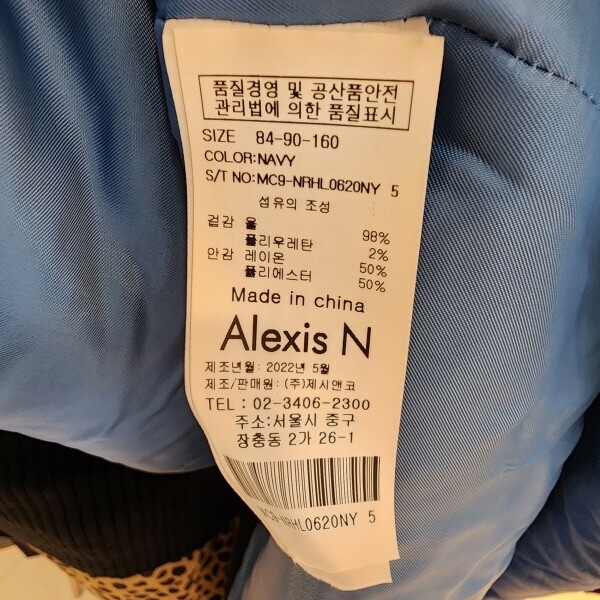 품질경영 및 공산품안전
관리법에 의한 품질표시
SIZE 84-90-160
COLOR:NAVY
S/T NO:MC9-NRHL0620NY 5
섬유의 조성
겉감 울 98%
폴리우레탄 2%
안감 레이온 50%
폴리에스터 50%
Made in china
Alexis N
제조년월: 2022년 5월
제조/판매원: (주)제시앤코
TEL : 02-3406-2300
주소:서울시 중구
장충동 2가 26-1
MC9-NRHL0620NY 5